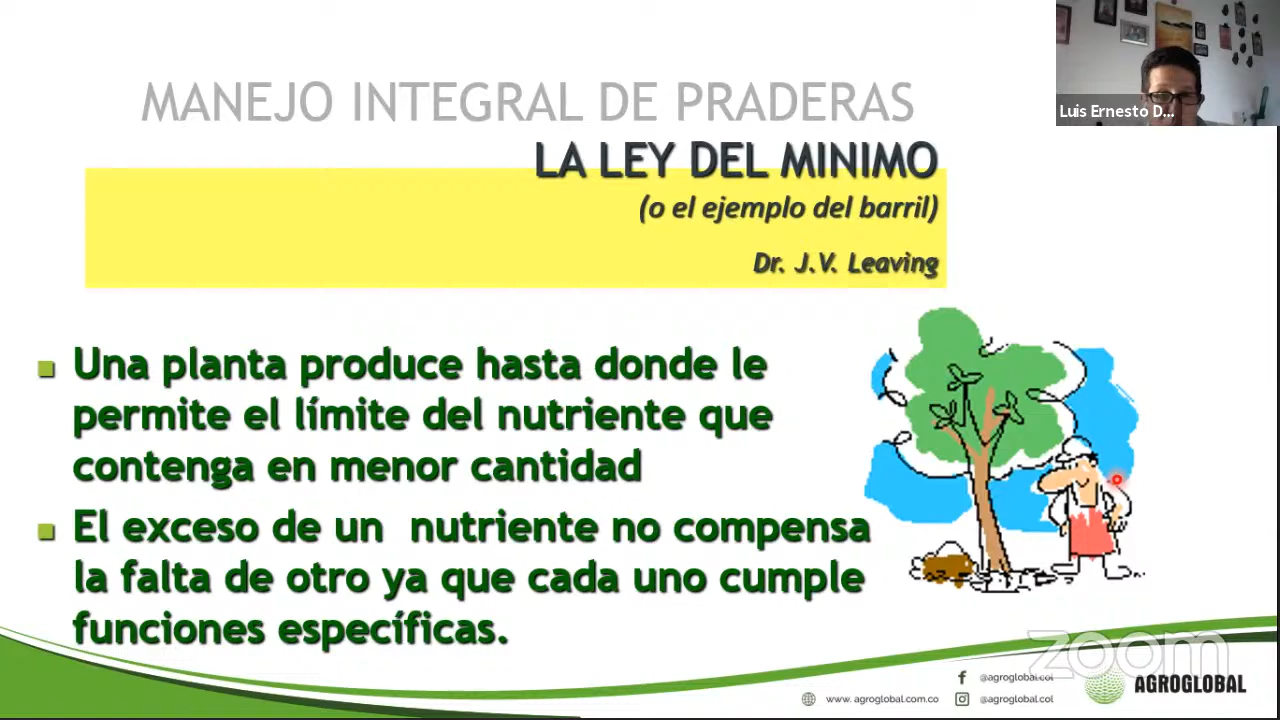 MANEJO INTEGRAL DE PRADERAS
LA LEY DEL MINIMO
(o el ejemplo del barril)
Dr. J.V. Leaving
Luis Ernesto D...
Una planta produce hasta donde le
permite el límite del nutriente que
contenga en menor cantidad
El exceso de un nutriente no compensa
la falta de otro ya que cada uno cumple
funciones específicas.
zoom
@agroglobal.col
www. agroglobal.com.co
@agroglobal.col
AGROGLOBAL